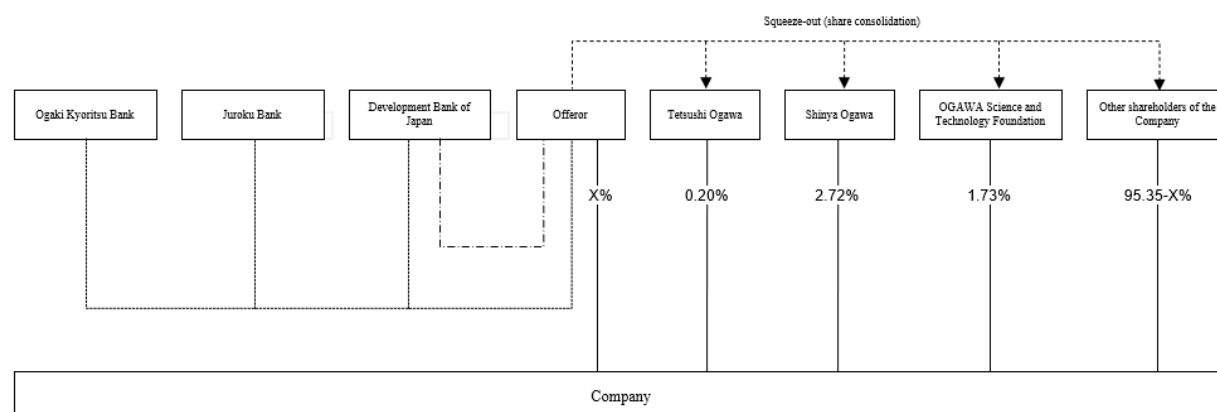 Squeeze-out (share consolidation)
Ogaki Kyoritsu Bank
Juroku Bank
Development Bank of
Japan
Offeror
Tetsushi Ogawa
Shinya Ogawa
OGAWA Science and
Technology Foundation
Other shareholders of the
Company
X%
0.20%
2.72%
1.73%
95.35-X%
Company